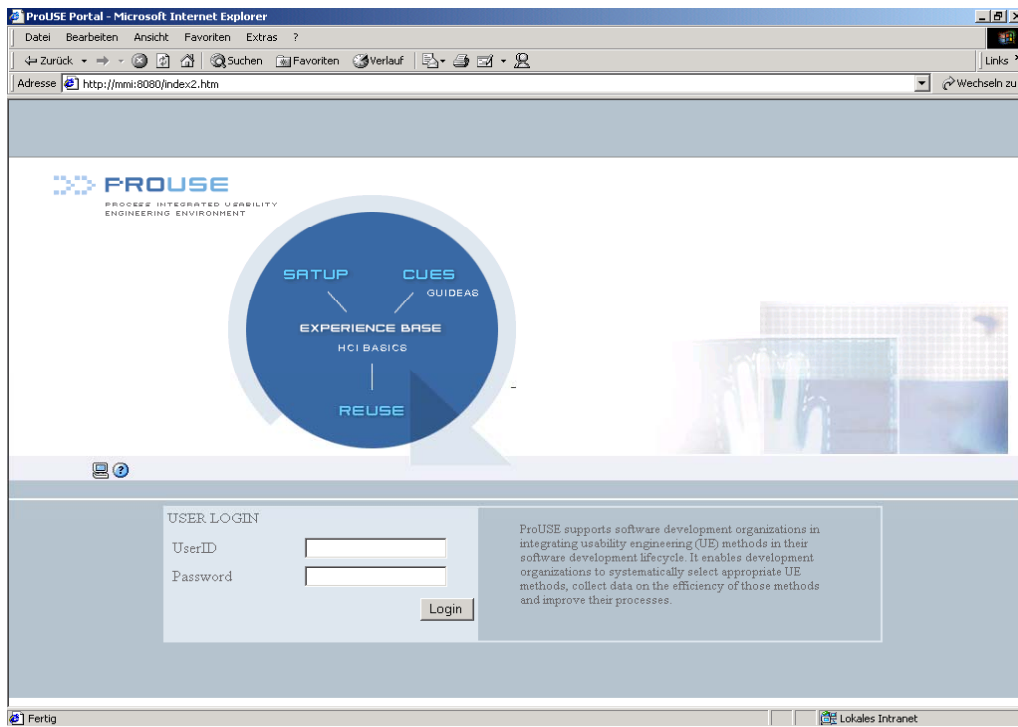 ProUSE Portal - Microsoft Internet Explorer
Datei Bearbeiten Ansicht Favoriten Extras ?
Zurück Suchen Favoriten Verlauf Links
Adresse http://mmi:8080/index2.htm Wechseln zu
PROUSE
PROCESS INTEGRATED USABILITY
ENGINEERING ENVIRONMENT
SATUP CUES
GUIDEAS
EXPERIENCE BASE
HCI BASICS
REUSE
USER LOGIN
UserID
Password
Login
ProUSE supports software development organizations in
integrating usability engineering (UE) methods in their
software development lifecycle. It enables development
organizations to systematically select appropriate UE
methods, collect data on the efficiency of those methods
and improve their processes.
Fertig Lokales Intranet